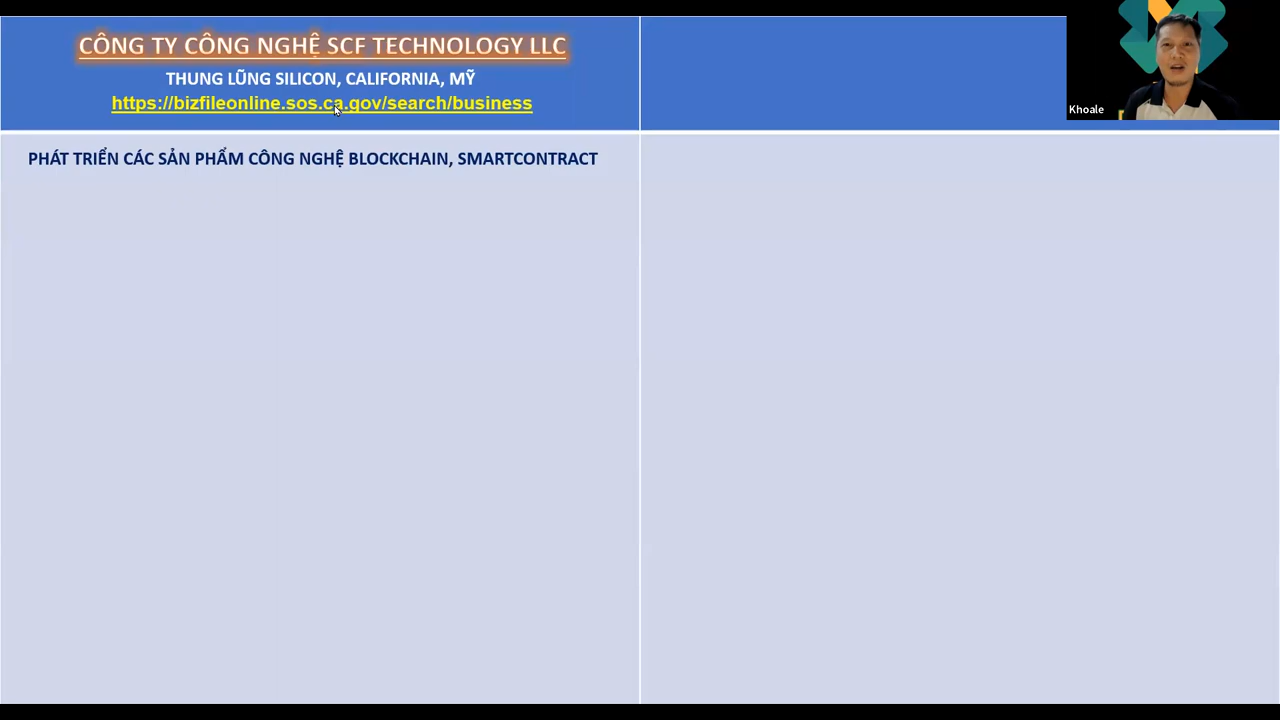 CÔNG TY CÔNG NGHỆ SCF TECHNOLOGY LLC
THUNG LŨNG SILICON, CALIFORNIA, MỸ
https://bizfileonline.sos.ca.gov/search/business
Khoale
PHÁT TRIỂN CÁC SẢN PHẨM CÔNG NGHỆ BLOCKCHAIN, SMARTCONTRACT